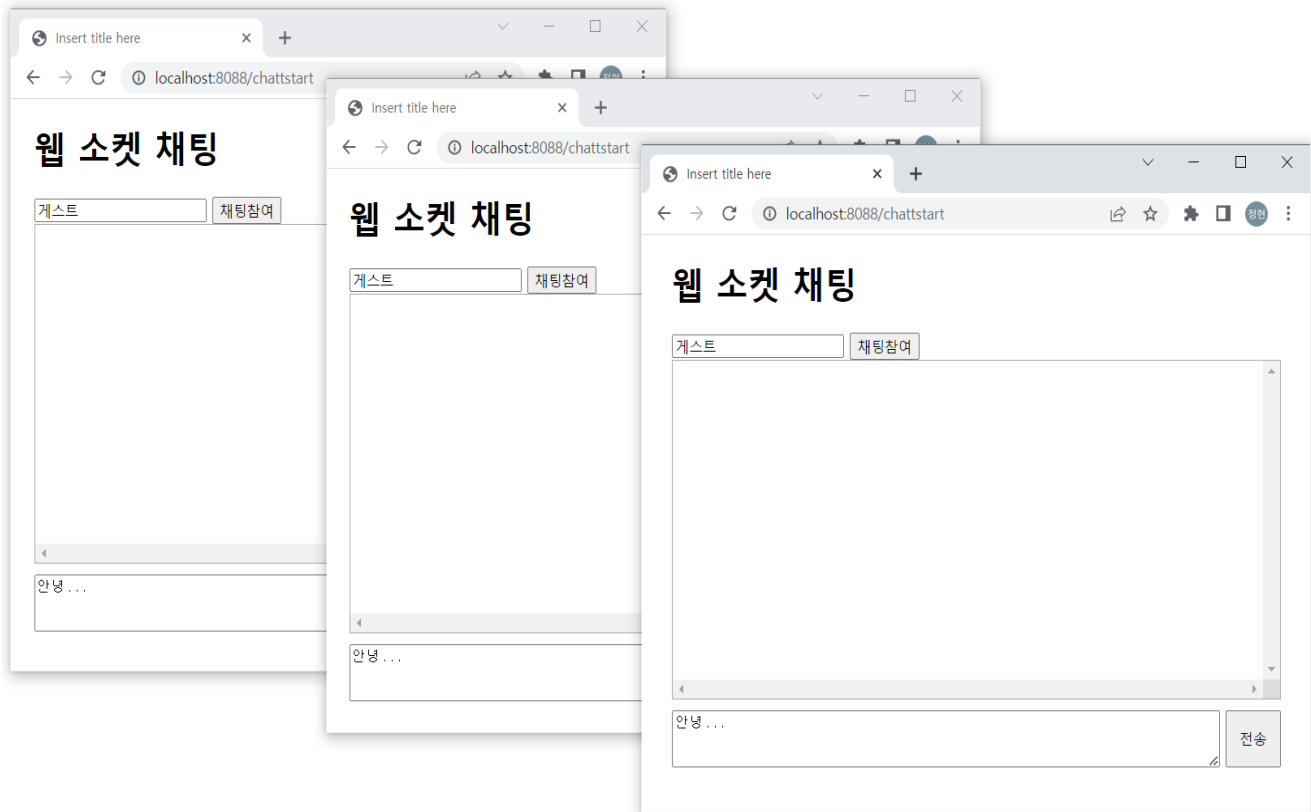 Insert title here
localhost:8088/chattstart
웹 소켓 채팅
게스트 채팅참여
안녕...
Insert title here
localhost:8088/chattstart
웹 소켓 채팅
게스트 채팅참여
안녕...
Insert title here
localhost:8088/chattstart 정현
웹 소켓 채팅
게스트 채팅참여
안녕... 전송